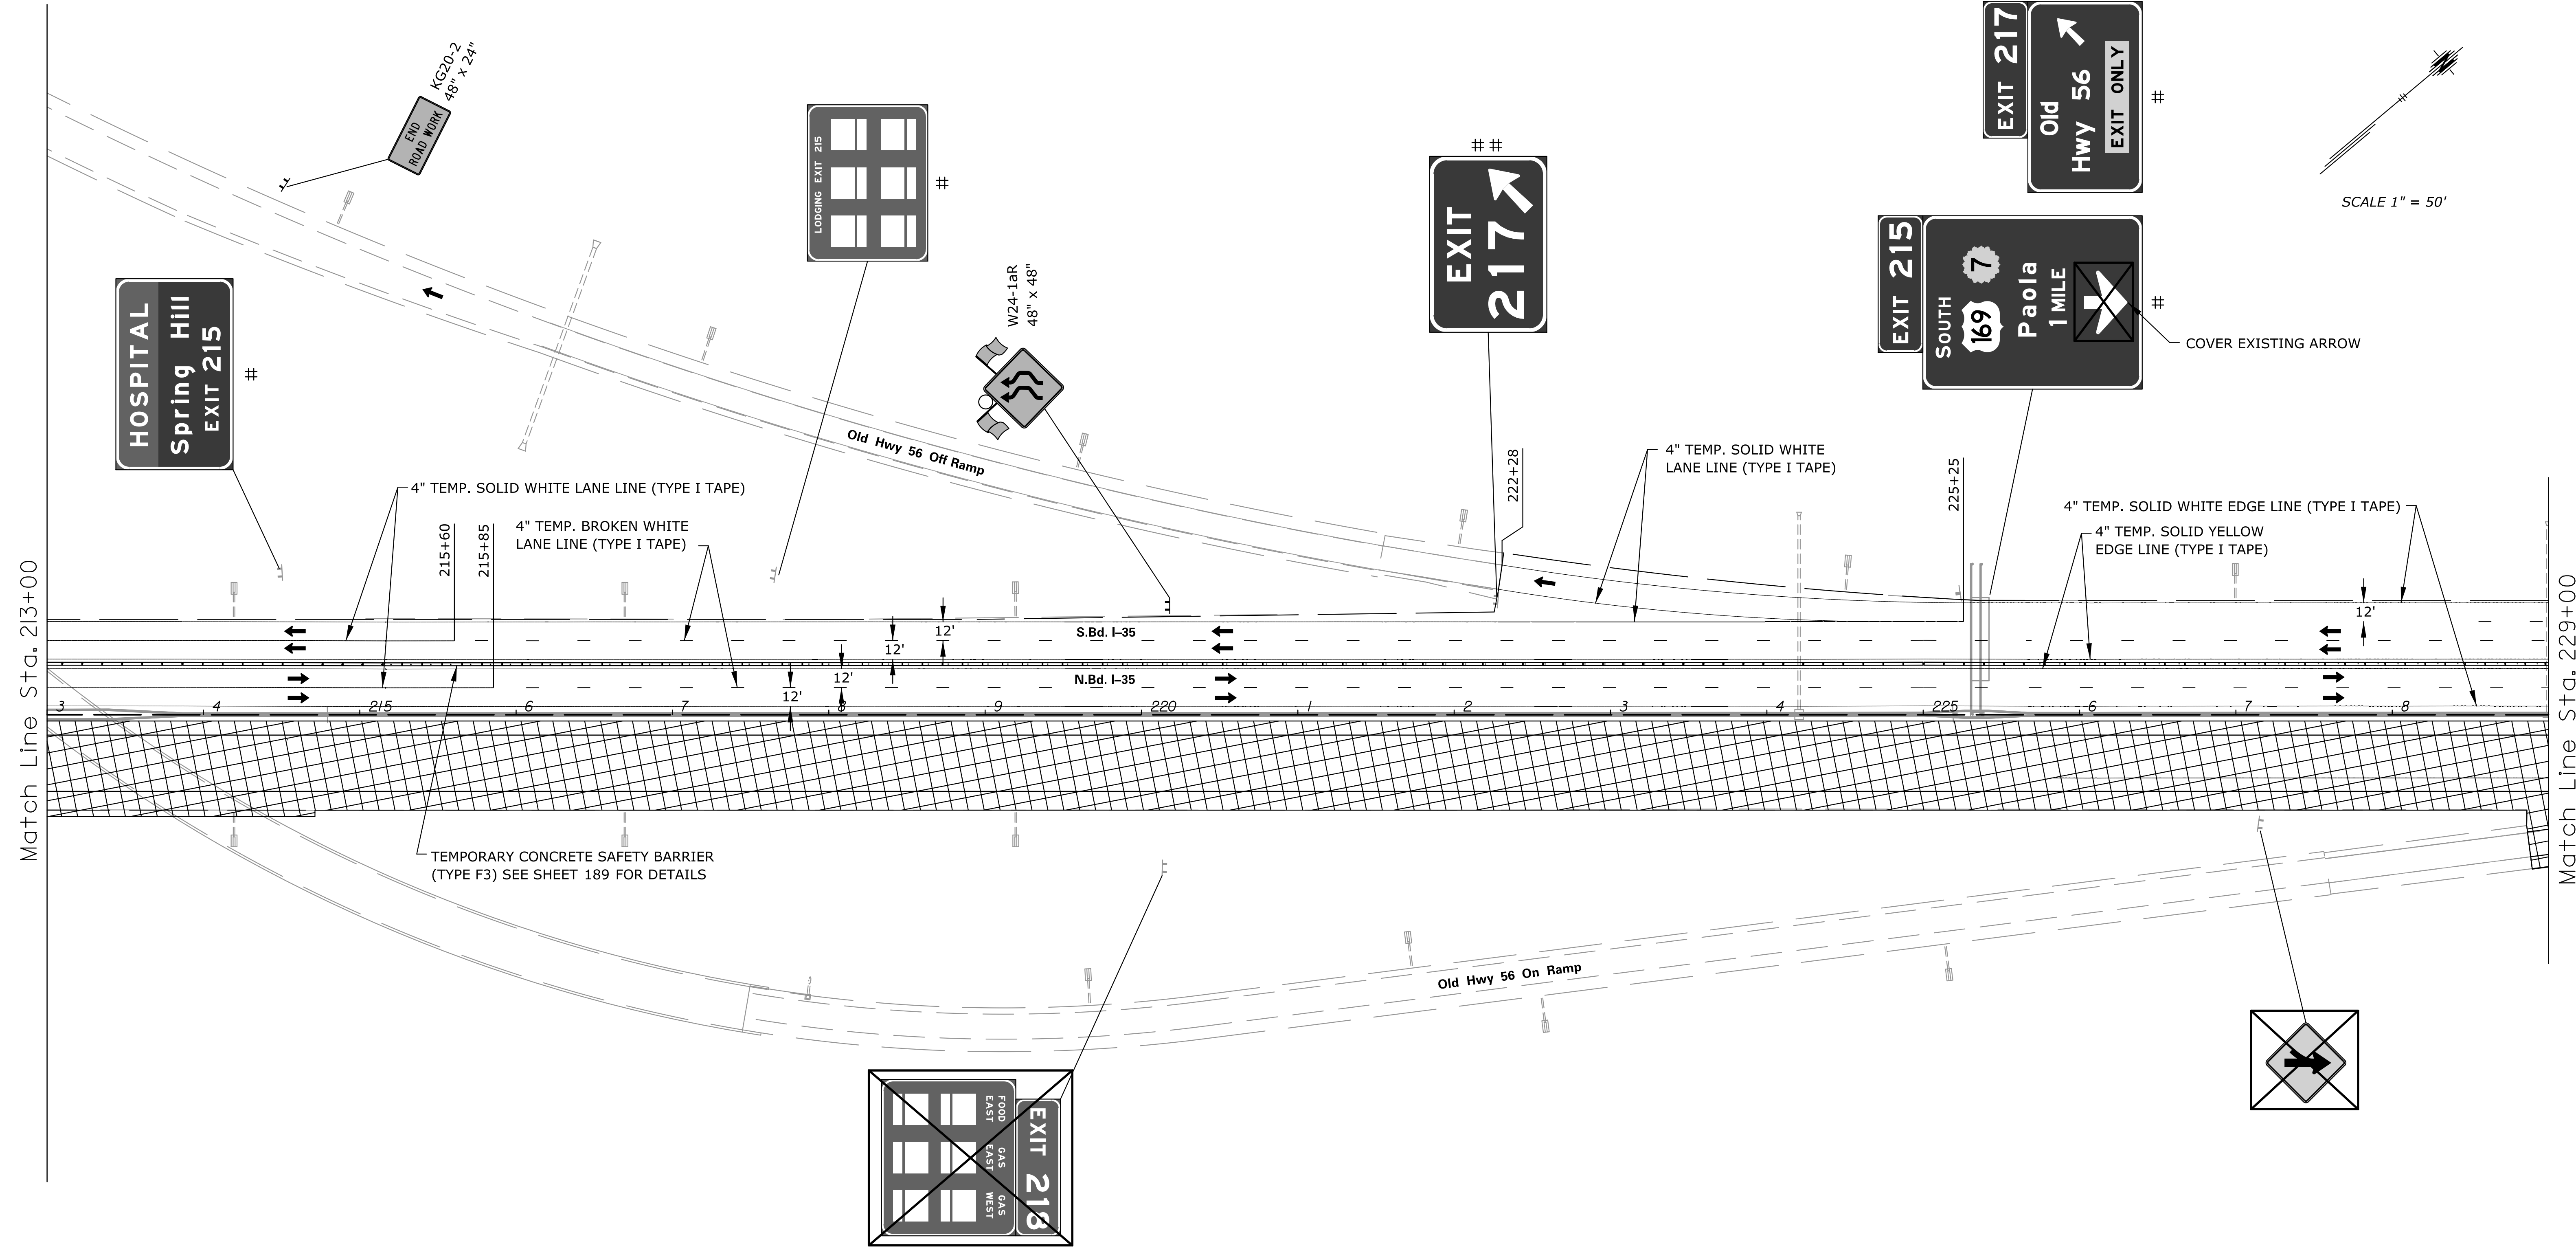 KG20-2
48" x 24"
END
ROAD WORK
LODGING EXIT 215
#
HOSPITAL
Spring Hill
EXIT 215
#
W24-1aR
48" x 48"
##
EXIT
217
EXIT 217
Old
Hwy 56
EXIT ONLY
#
EXIT 215
SOUTH
169
7
Paola
1 MILE
#
COVER EXISTING ARROW
SCALE 1" = 50'
Old Hwy 56 Off Ramp
4" TEMP. SOLID WHITE LANE LINE (TYPE I TAPE)
215+60
215+85
4" TEMP. BROKEN WHITE
LANE LINE (TYPE I TAPE)
222+28
4" TEMP. SOLID WHITE
LANE LINE (TYPE I TAPE)
225+25
4" TEMP. SOLID WHITE EDGE LINE (TYPE I TAPE)
4" TEMP. SOLID YELLOW
EDGE LINE (TYPE I TAPE)
Match Line Sta. 213+00
12'
12'
12'
12'
12'
S.Bd. I-35
N.Bd. I-35
3 4 215 6 7 8 9 220 1 2 3 4 225 6 7 8
Match Line Sta. 229+00
TEMPORARY CONCRETE SAFETY BARRIER
(TYPE F3) SEE SHEET 189 FOR DETAILS
Old Hwy 56 On Ramp
EXIT 218
FOOD
EAST
GAS
EAST
GAS
WEST